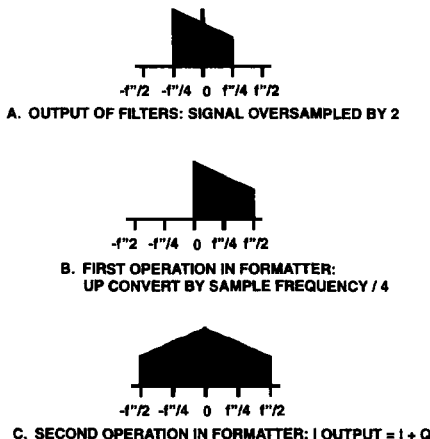 -f"/2 -f"/4 0 f"/4 f"/2
A. OUTPUT OF FILTERS: SIGNAL OVERSAMPLED BY 2
-f"2 -f"/4 0 f"/4 f"/2
B. FIRST OPERATION IN FORMATTER:
UP CONVERT BY SAMPLE FREQUENCY / 4
-f"/2 -f"/4 0 f"/4 f"/2
C. SECOND OPERATION IN FORMATTER: I OUTPUT = I + Q